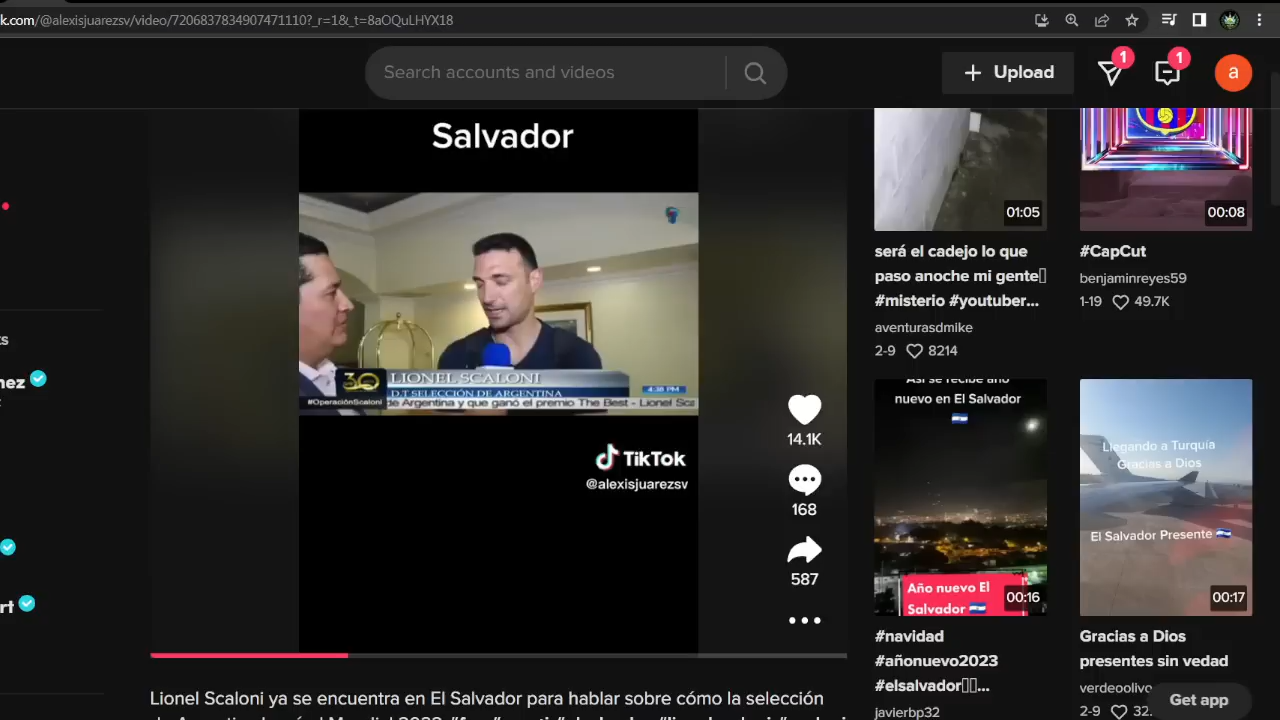 k.com/@alexisjuarezsv/video/7206837834907471110?_r=1&_t=8aOQuLHYX18
Search accounts and videos
+ Upload
1
1
a
Salvador
LIONEL SCALONI
D.T SELECCIÓN DE ARGENTINA
4:38 PM
30
#OperaciónScaloni
de Argentina y que ganó el premio The Best - Lionel Sca
TikTok
@alexisjuarezsv
14.1K
168
587
Lionel Scaloni ya se encuentra en El Salvador para hablar sobre cómo la selección
01:05
será el cadejo lo que
paso anoche mi gente
#misterio #youtuber...
aventurasdmike
2-9 8214
00:08
#CapCut
benjaminreyes59
1-19 49.7K
Así se recibe año
nuevo en El Salvador
Año nuevo El
Salvador
00:16
#navidad
#añonuevo2023
#elsalvador...
javierbp32
Llegando a Turquía
Gracias a Dios
El Salvador Presente
00:17
Gracias a Dios
presentes sin vedad
verdeolivo
2-9 32.
Get app
ks
nez
rt